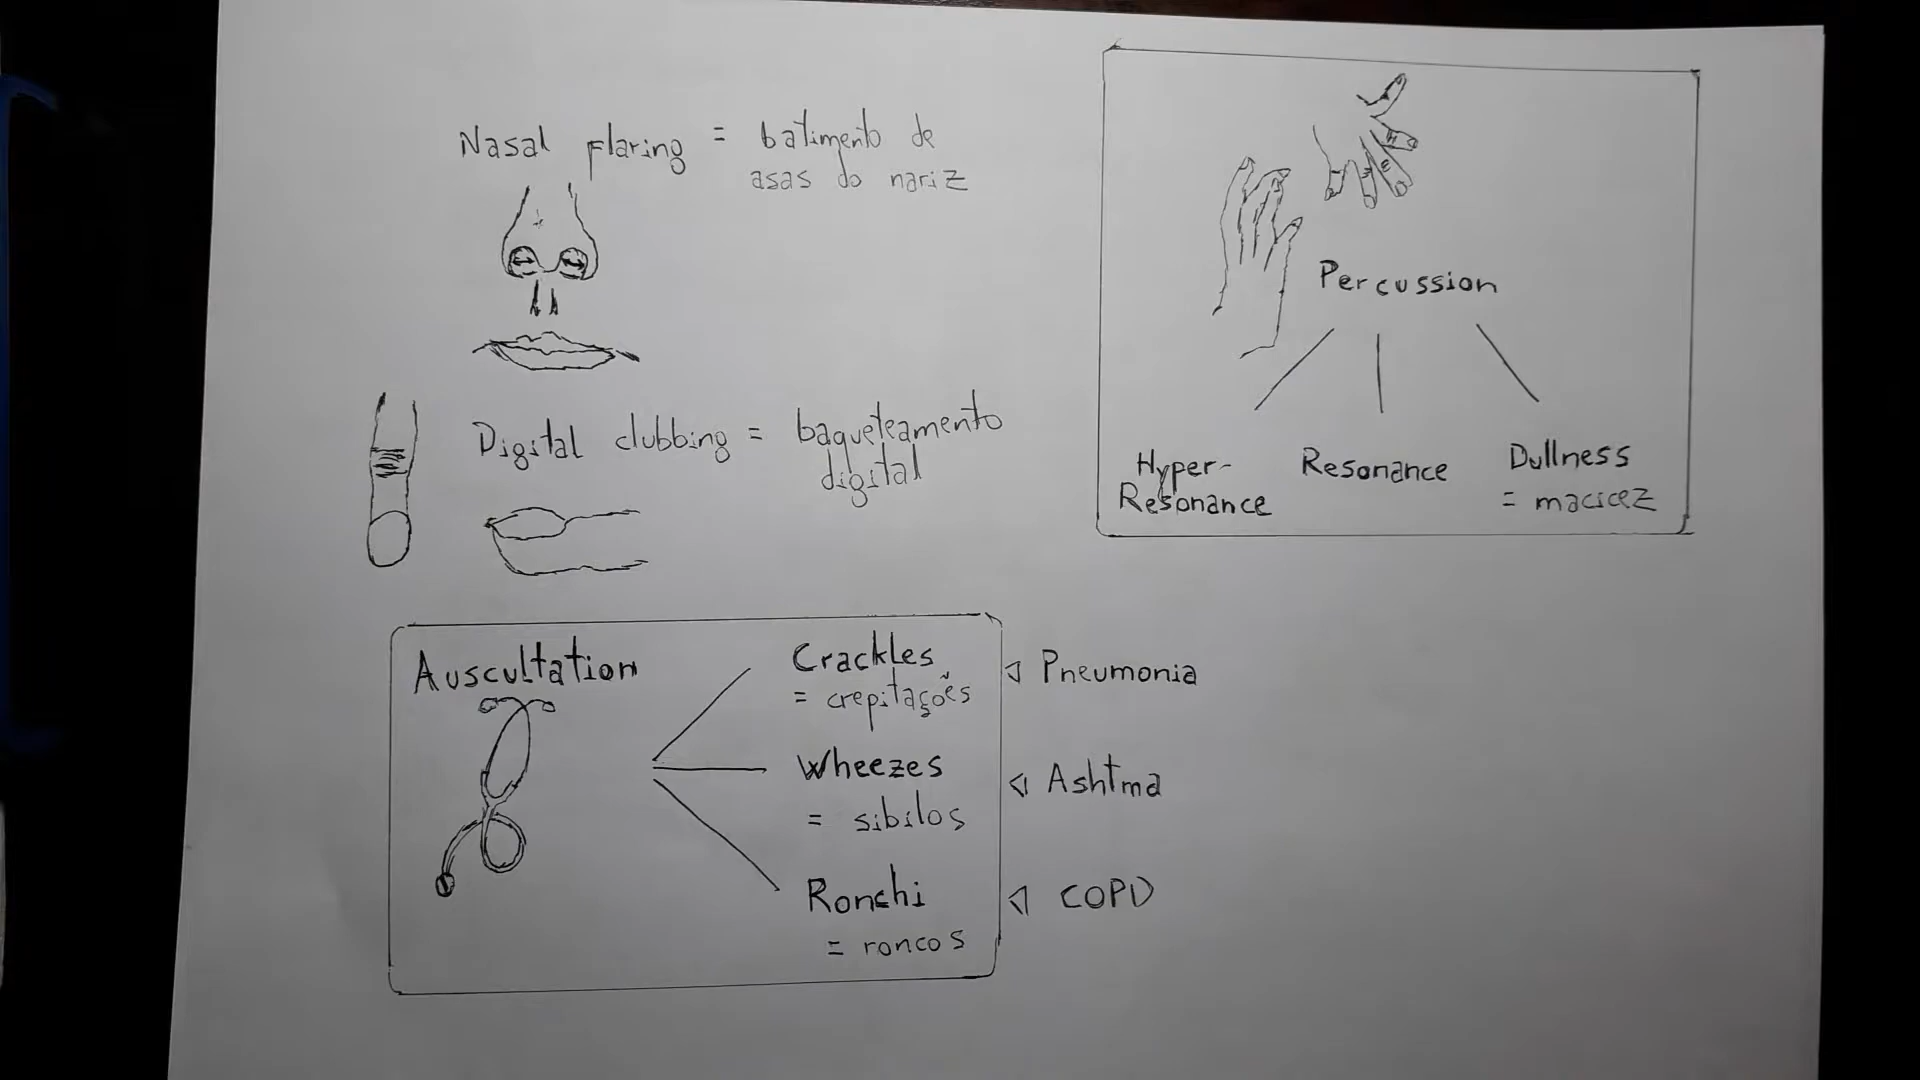 Nasal flaring = batimento de
asas do nariz
Digital clubbing = baqueteamento
digital
Percussion
Hyper-
Resonance
Resonance
Dullness
= macicez
Auscultation
Crackles
= crepitações
Pneumonia
Wheezes
= sibilos
Ashtma
Ronchi
= roncos
COPD